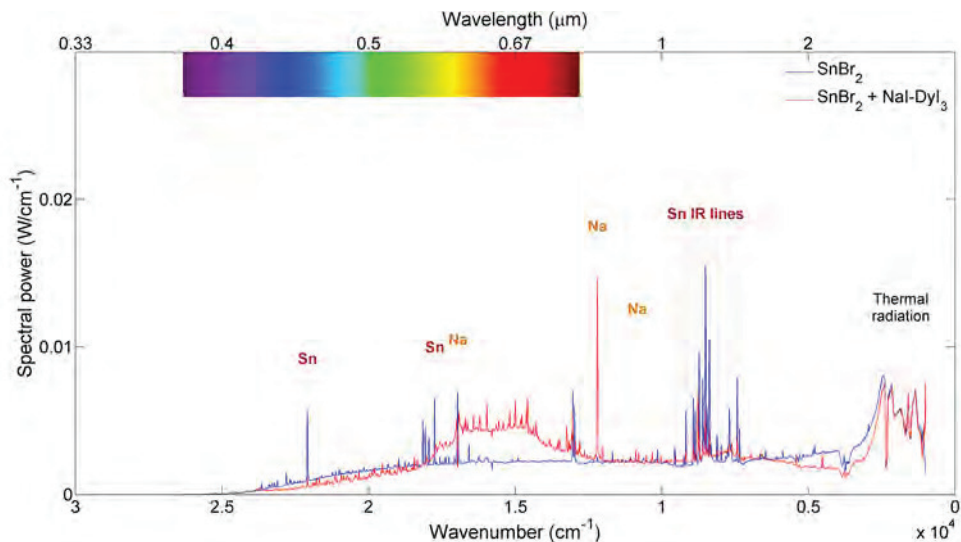 Wavelength (μm)
0.33 0.4 0.5 0.67 1 2
SnBr₂
SnBr₂ + NaI-DyI₃
0.02
Sn IR lines
Na
Na
Thermal
radiation
Spectral power (W/cm⁻¹)
0.01
Sn
Na
Sn
0
3 2.5 2 1.5 1 0.5 0
Wavenumber (cm⁻¹)
× 10⁴